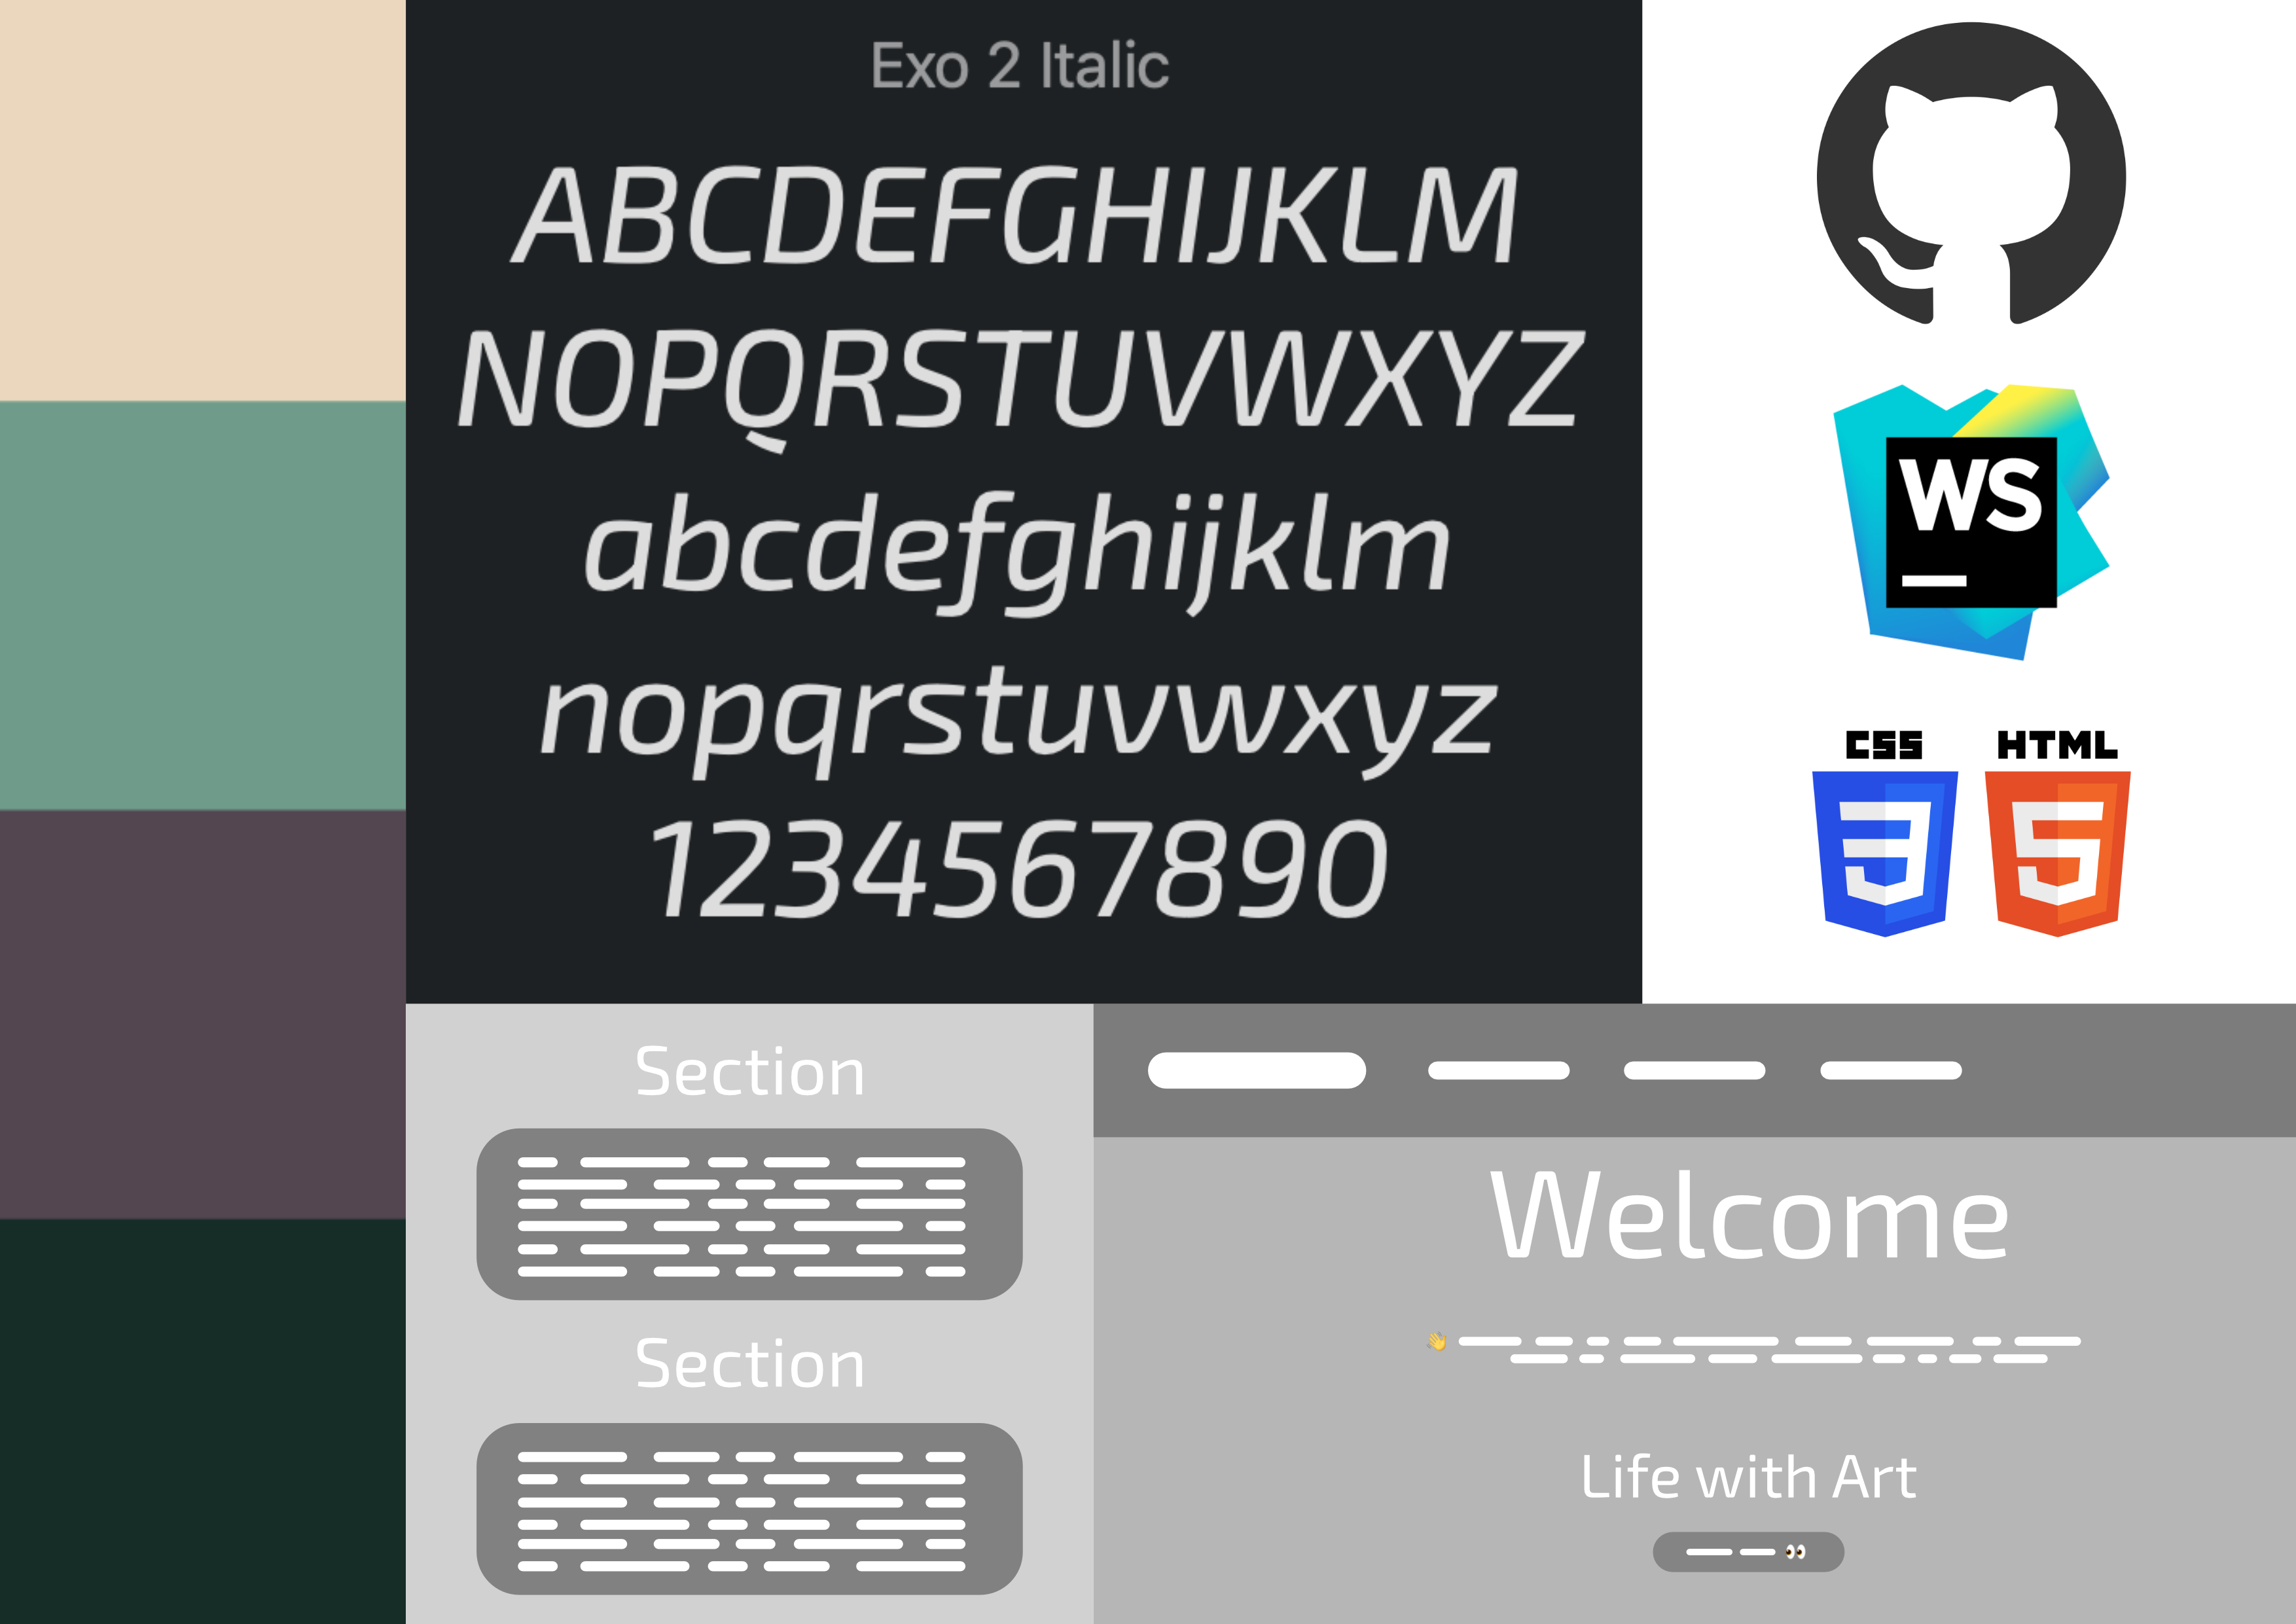 Exo 2 Italic
ABCDEFGHIJKLM
NOPQRSTUVWXYZ
abcdefghijklm
nopqrstuvwxyz
1234567890
WS
CSS HTML
Section
Section
Welcome
Life with Art